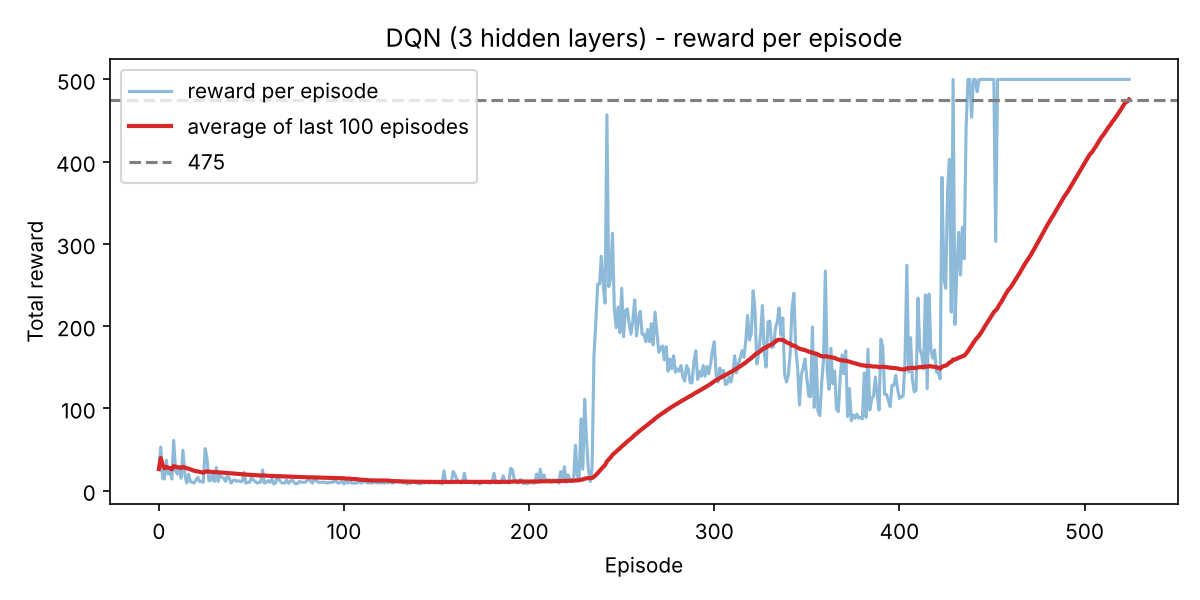 DQN (3 hidden layers) - reward per episode
reward per episode
average of last 100 episodes
475
Total reward
500
400
300
200
100
0
0 100 200 300 400 500
Episode